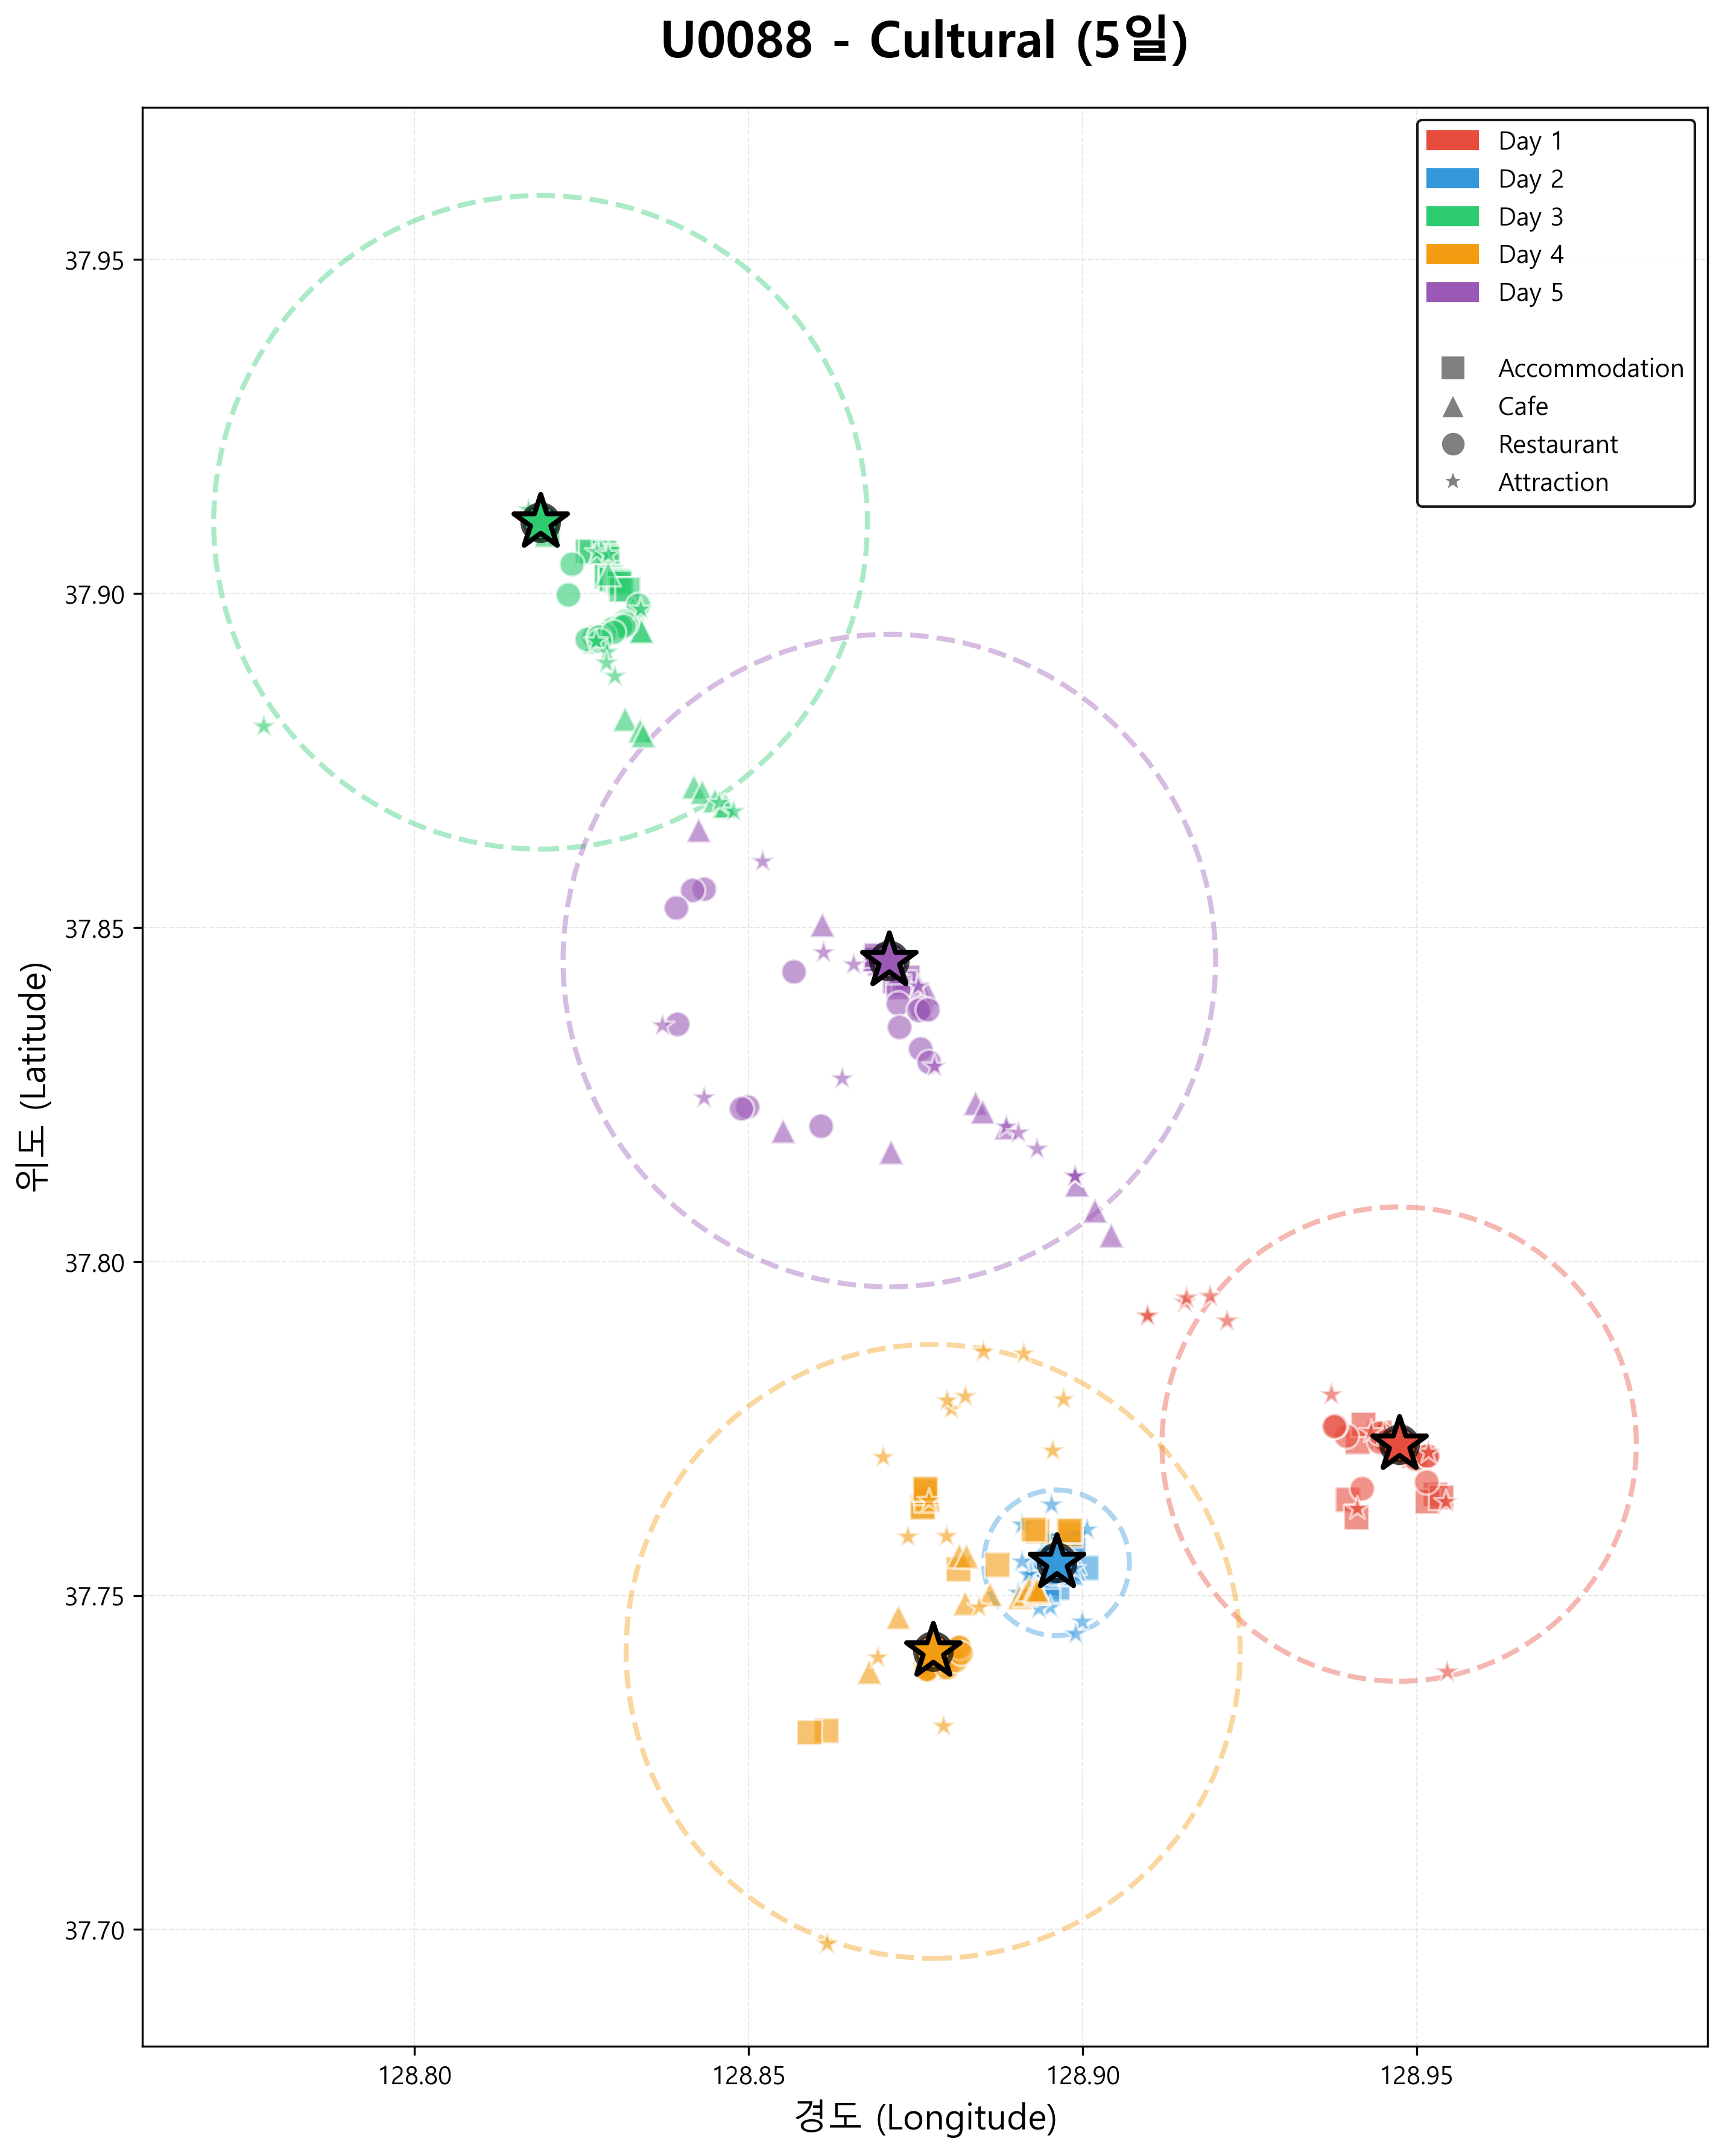 U0088 - Cultural (5일)
Day 1
Day 2
Day 3
Day 4
Day 5
Accommodation
Cafe
Restaurant
Attraction
위도 (Latitude)
37.95
37.90
37.85
37.80
37.75
37.70
128.80
128.85
128.90
128.95
경도 (Longitude)